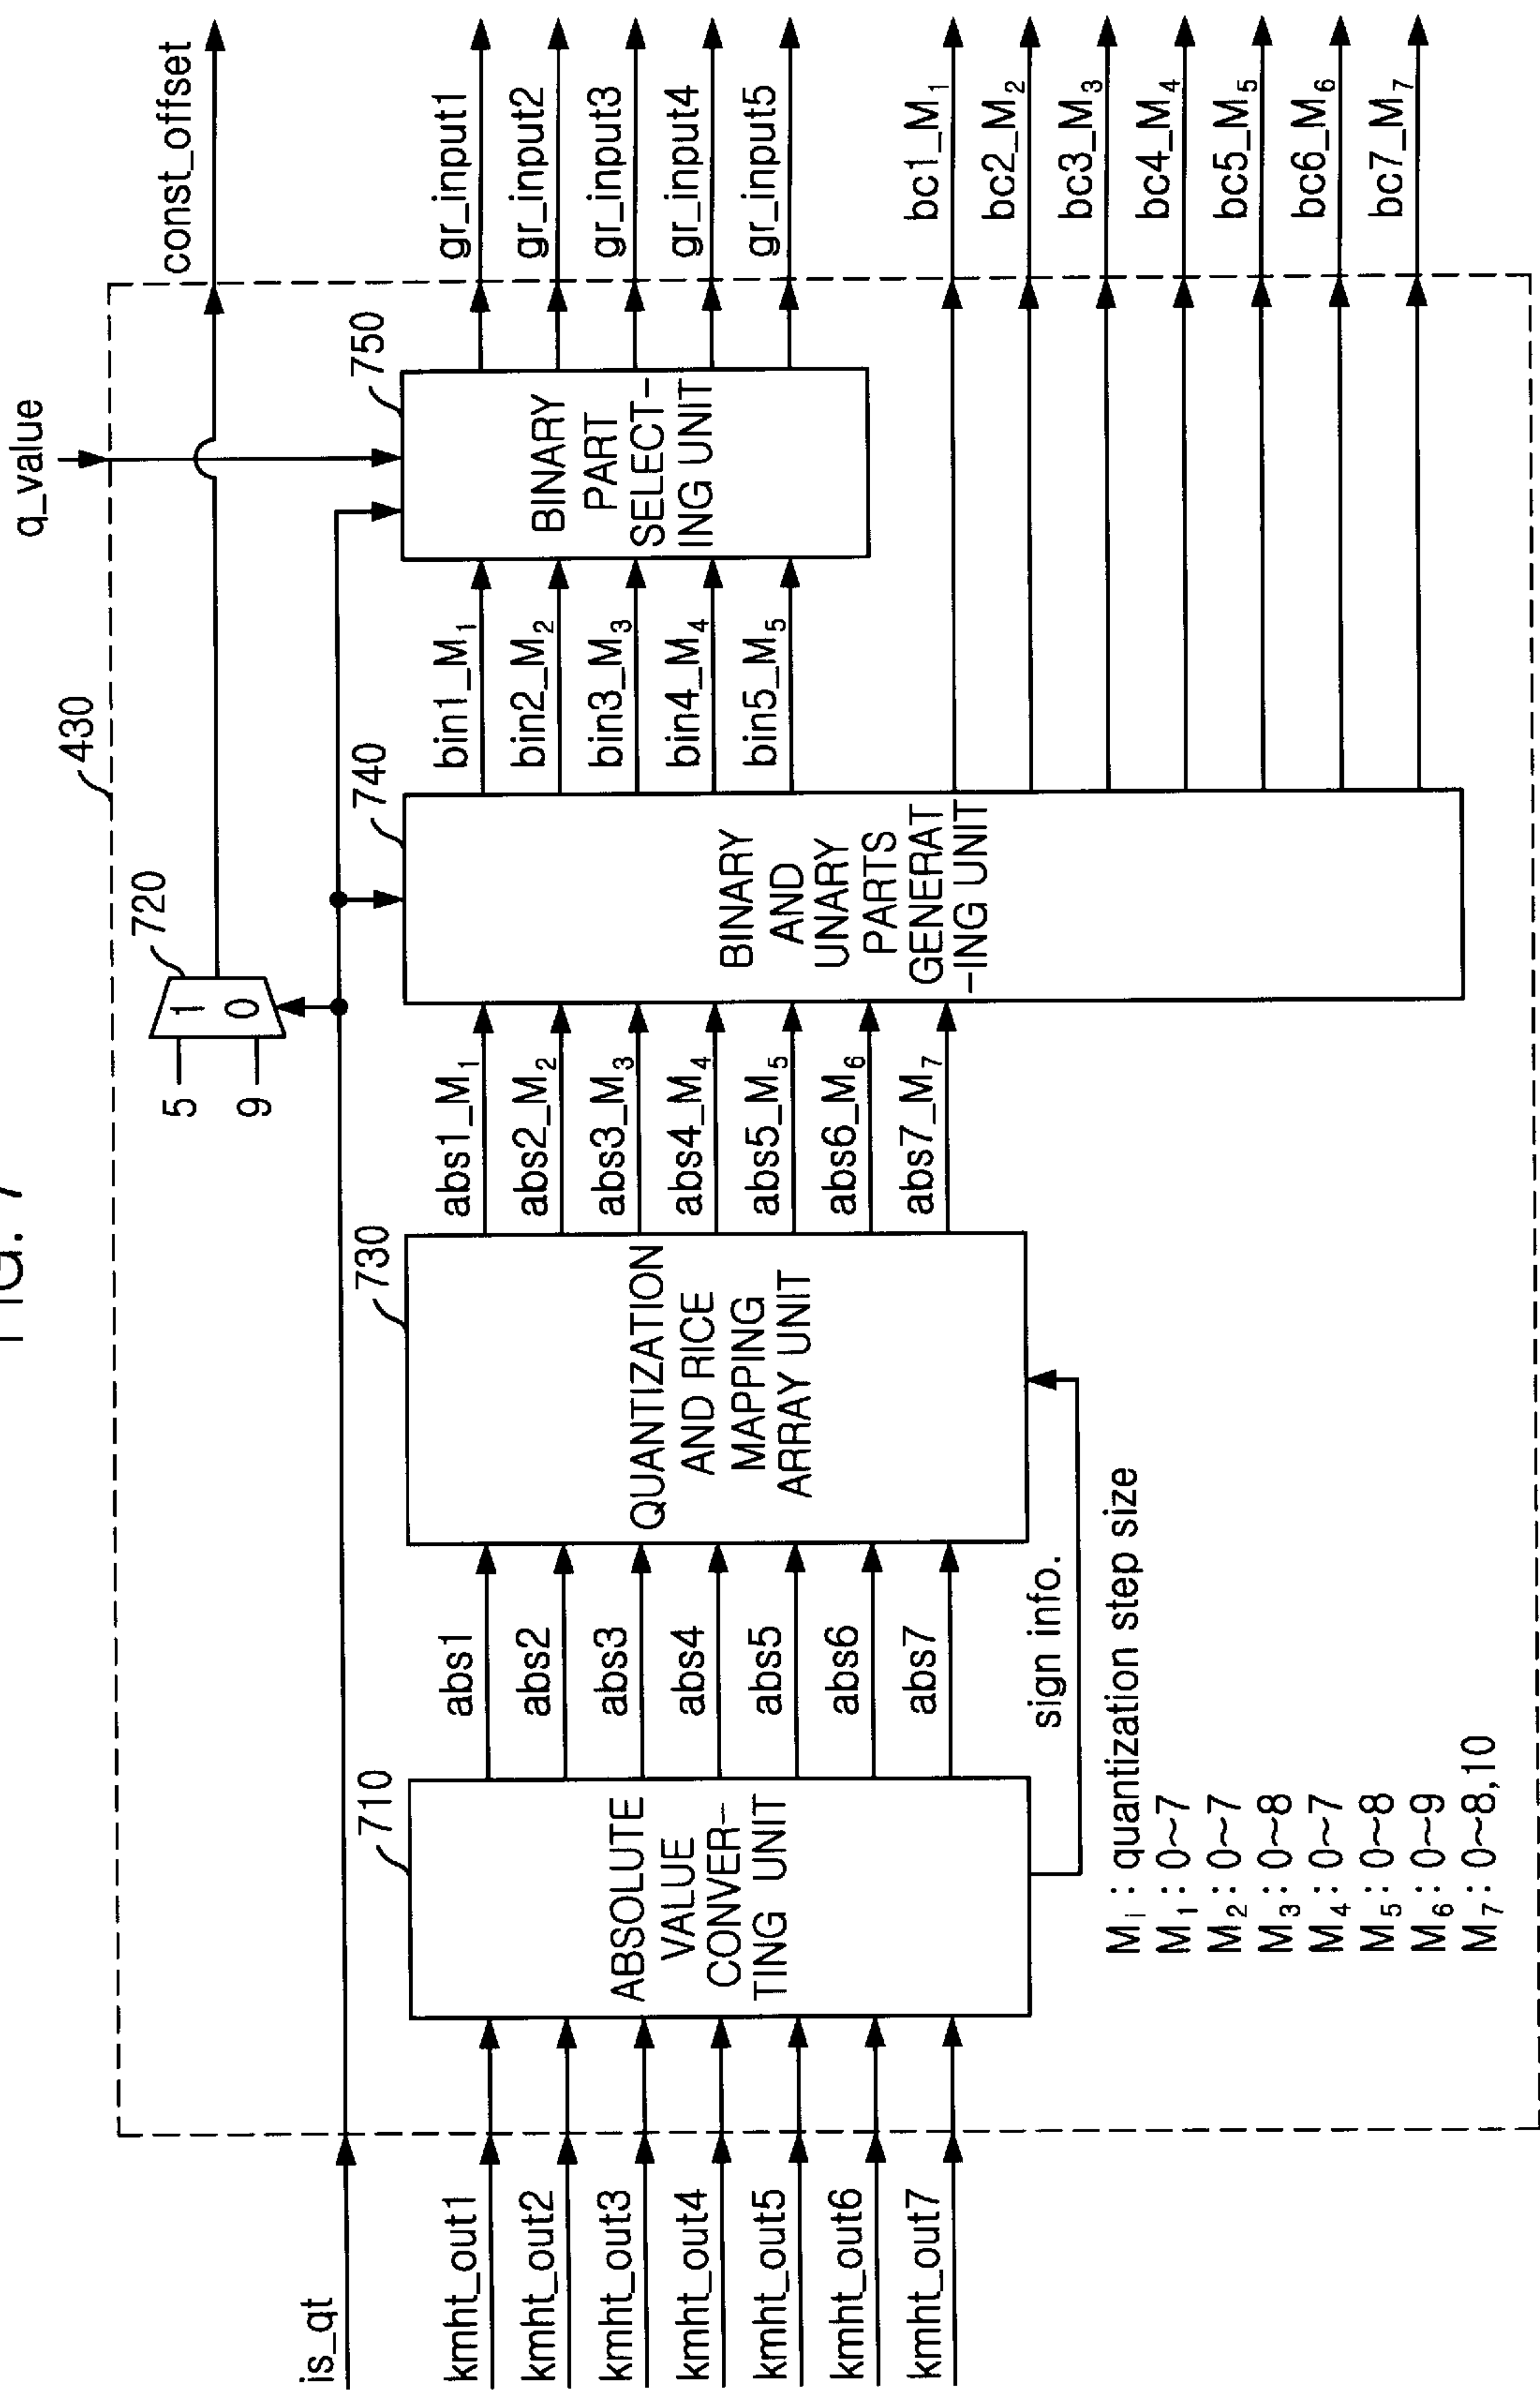 FIG. 7
430
is_qt
q_value
const_offset
720
5
9
1
0
kmht_out1
kmht_out2
kmht_out3
kmht_out4
kmht_out5
kmht_out6
kmht_out7
710
ABSOLUTE
VALUE
CONVER-
TING UNIT
abs1
abs2
abs3
abs4
abs5
abs6
abs7
sign info.
730
QUANTIZATION
AND RICE
MAPPING
ARRAY UNIT
abs1_M₁
abs2_M₂
abs3_M₃
abs4_M₄
abs5_M₅
abs6_M₆
abs7_M₇
740
BINARY
AND
UNARY
PARTS
GENERAT
-ING UNIT
bin1_M₁
bin2_M₂
bin3_M₃
bin4_M₄
bin5_M₅
750
BINARY
PART
SELECT-
ING UNIT
gr_input1
gr_input2
gr_input3
gr_input4
gr_input5
bc1_M₁
bc2_M₂
bc3_M₃
bc4_M₄
bc5_M₅
bc6_M₆
bc7_M₇
Mᵢ : quantization step size
M₁ : 0~7
M₂ : 0~7
M₃ : 0~8
M₄ : 0~7
M₅ : 0~8
M₆ : 0~9
M₇ : 0~8,10